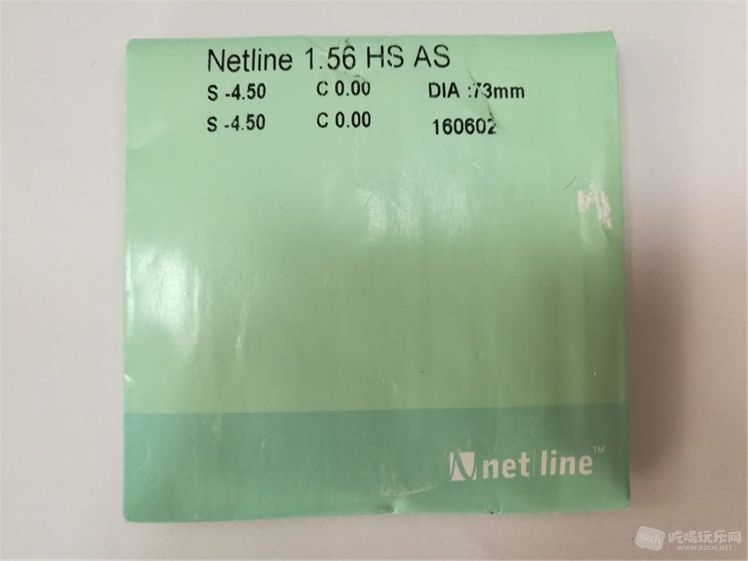 Netline 1.56 HS AS
S -4.50 C 0.00 DIA :73mm
S -4.50 C 0.00 160602
net line™
Szch 吃喝玩乐网
WWW.SZCH.NET